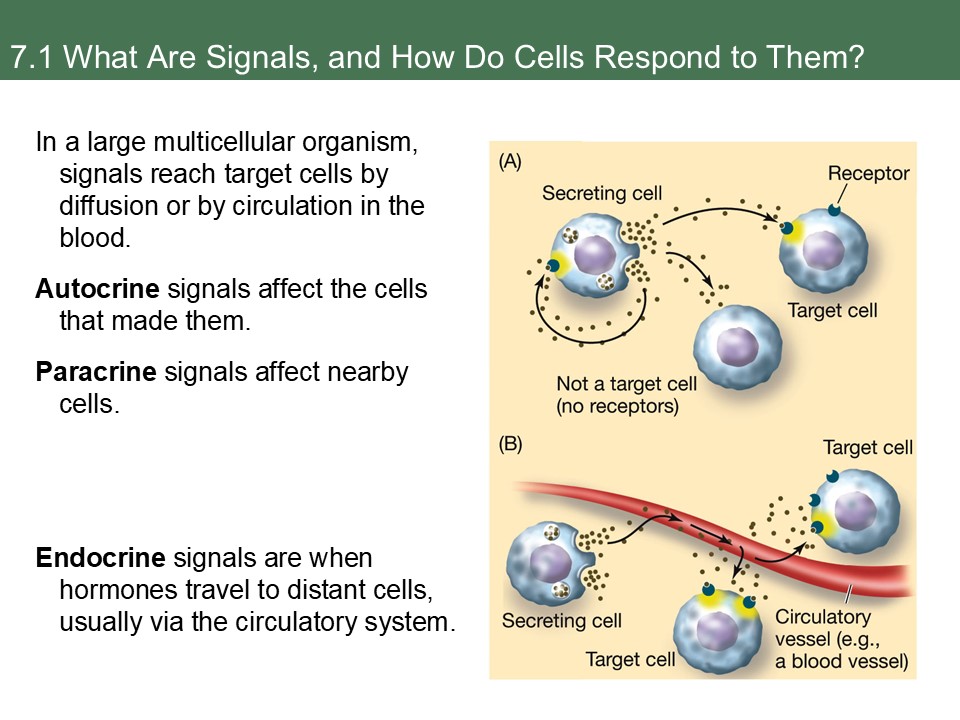 7.1 What Are Signals, and How Do Cells Respond to Them?
In a large multicellular organism,
signals reach target cells by
diffusion or by circulation in the
blood.
Autocrine signals affect the cells
that made them.
Paracrine signals affect nearby
cells.
Endocrine signals are when
hormones travel to distant cells,
usually via the circulatory system.
(A)
Receptor
Secreting cell
Target cell
Not a target cell
(no receptors)
(B)
Target cell
Secreting cell
Circulatory
vessel (e.g.,
a blood vessel)
Target cell